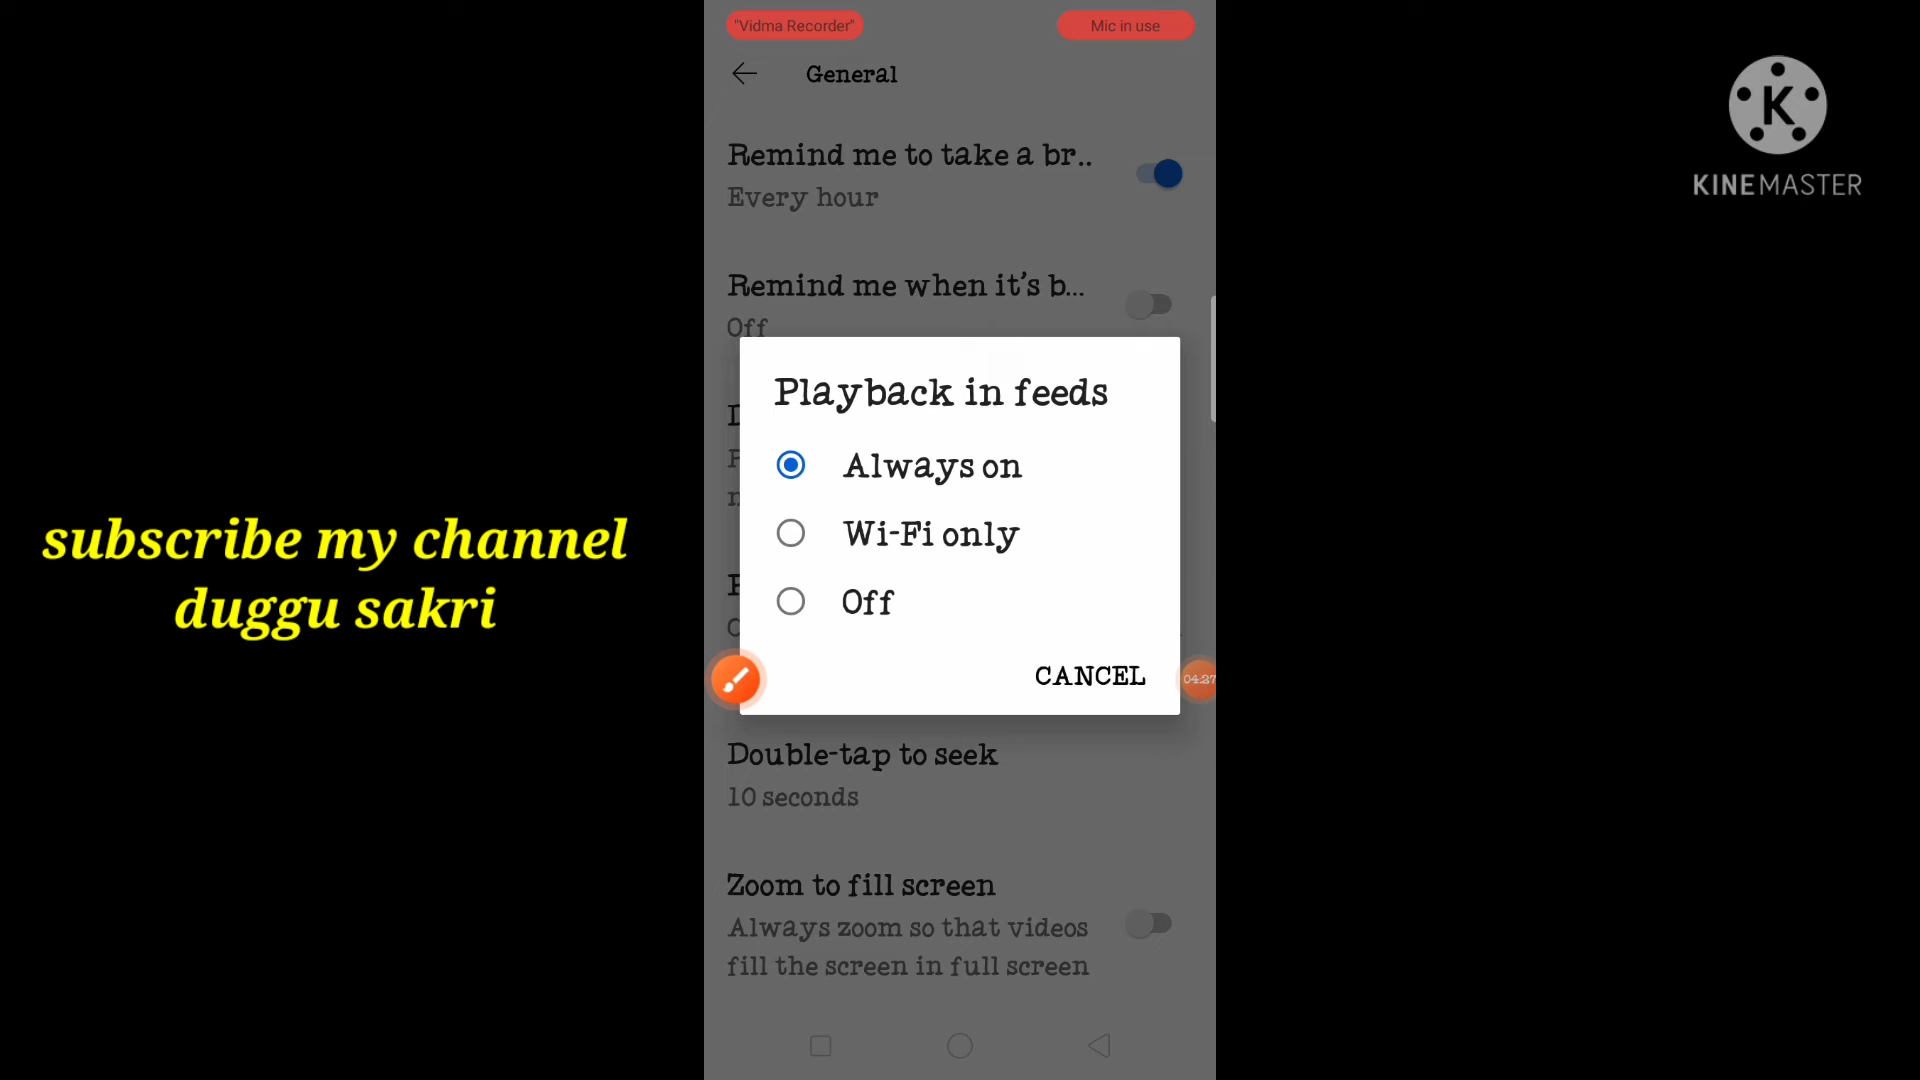 "Vidma Recorder"
Mic in use
General
Remind me to take a br..
Every hour
Remind me when it's b...
Off
Playback in feeds
Always on
Wi-Fi only
Off
CANCEL
04:27
Double-tap to seek
10 seconds
Zoom to fill screen
Always zoom so that videos
fill the screen in full screen
subscribe my channel
duggu sakri
K
KINEMASTER